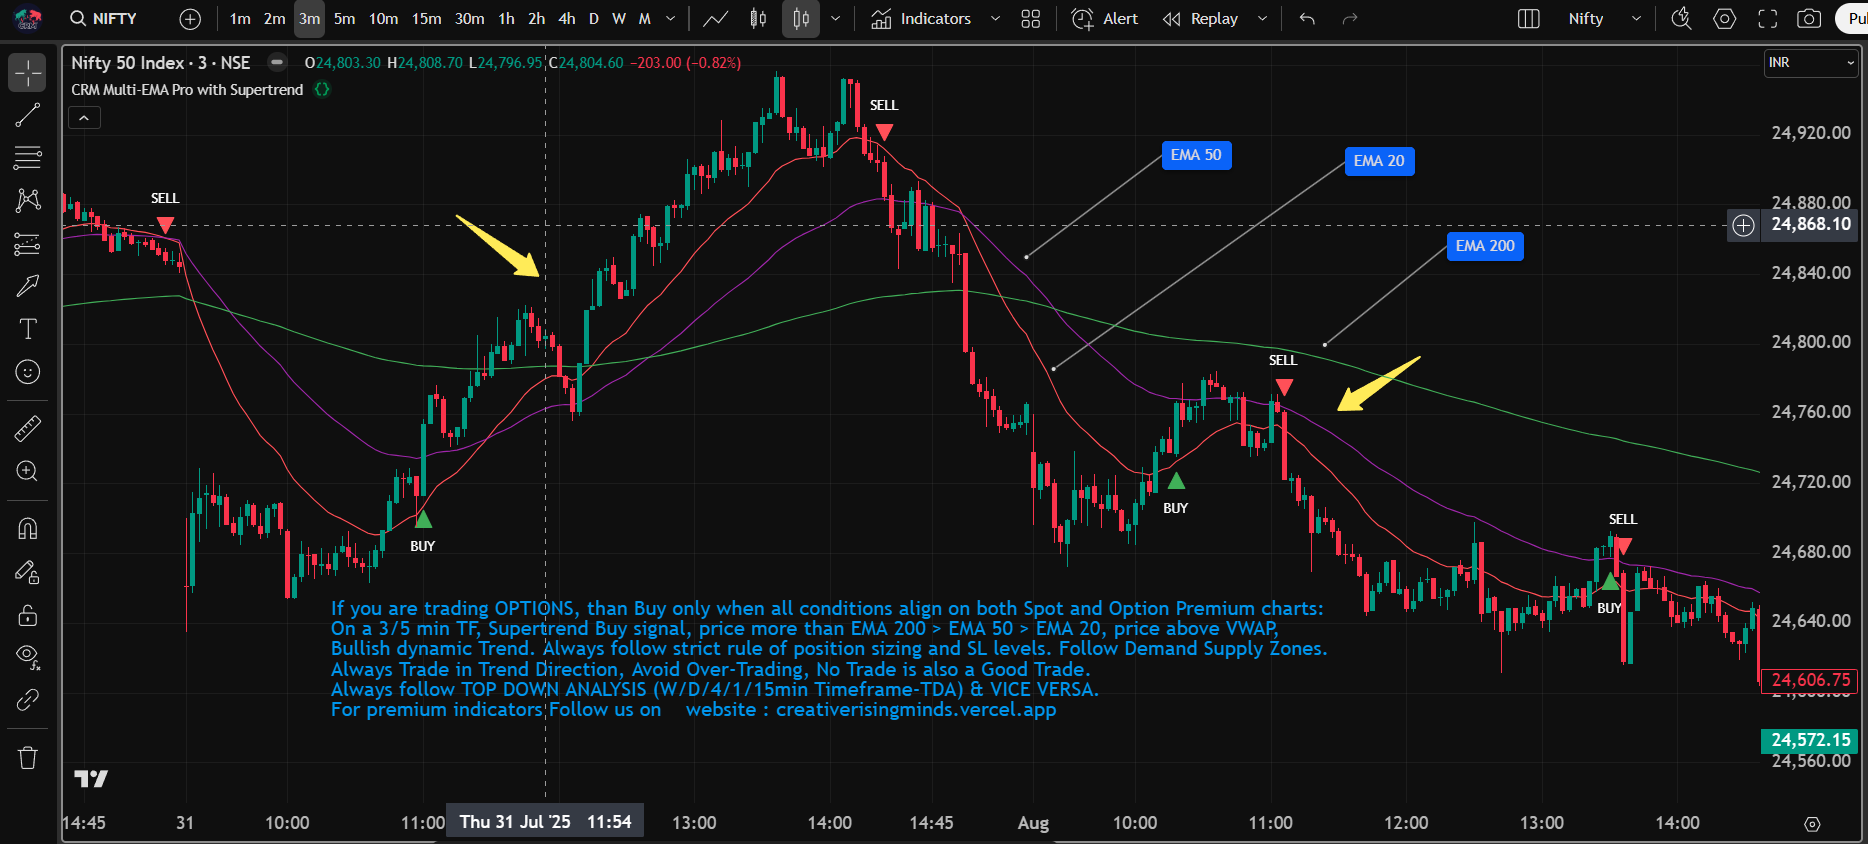 NIFTY
1m 2m 3m 5m 10m 15m 30m 1h 2h 4h D W M
Indicators
Alert
Replay
Nifty
Pu
Nifty 50 Index · 3 · NSE O24,803.30 H24,808.70 L24,796.95 C24,804.60 −203.00 (−0.82%)
CRM Multi-EMA Pro with Supertrend
INR
SELL
EMA 50
EMA 20
24,920.00
SELL
24,880.00
24,868.10
EMA 200
24,840.00
24,800.00
SELL
24,760.00
24,720.00
BUY
SELL
BUY
24,680.00
BUY
If you are trading OPTIONS, than Buy only when all conditions align on both Spot and Option Premium charts:
On a 3/5 min TF, Supertrend Buy signal, price more than EMA 200 > EMA 50 > EMA 20, price above VWAP,
Bullish dynamic Trend. Always follow strict rule of position sizing and SL levels. Follow Demand Supply Zones.
Always Trade in Trend Direction, Avoid Over-Trading, No Trade is also a Good Trade.
Always follow TOP DOWN ANALYSIS (W/D/4/1/15min Timeframe-TDA) & VICE VERSA.
For premium indicators Follow us on website : creativerisingminds.vercel.app
24,640.00
24,606.75
24,572.15
24,560.00
14:45 31 10:00 11:00 Thu 31 Jul '25 11:54 13:00 14:00 14:45 Aug 10:00 11:00 12:00 13:00 14:00